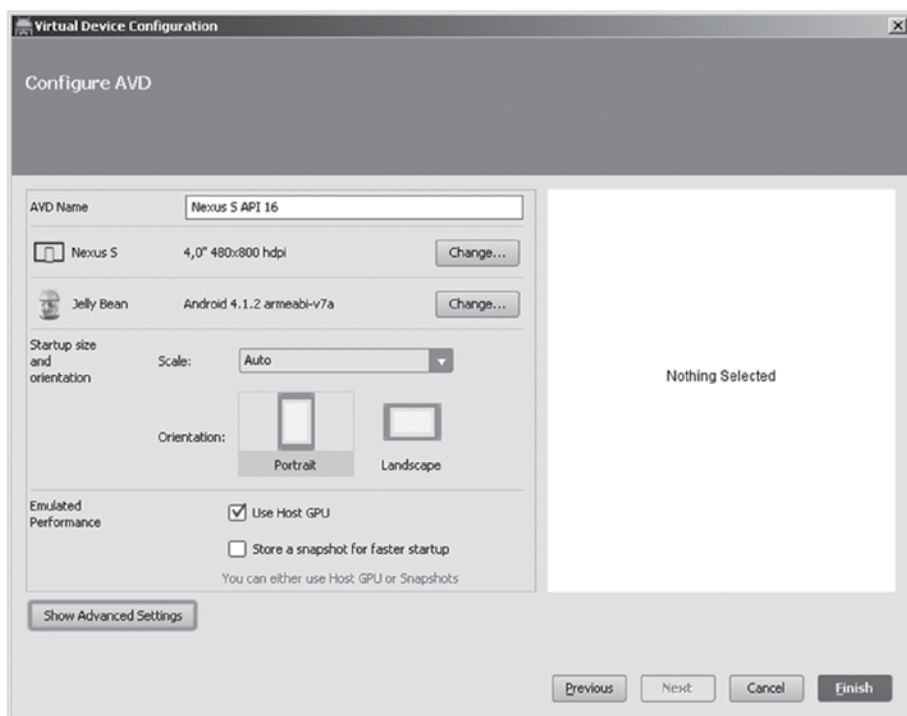 Virtual Device Configuration
Configure AVD
AVD Name
Nexus S API 16
Nexus S
4,0" 480x800 hdpi
Change...
Jelly Bean
Android 4.1.2 armeabi-v7a
Change...
Startup size
and
orientation
Scale:
Auto
Orientation:
Portrait
Landscape
Emulated
Performance
Use Host GPU
Store a snapshot for faster startup
You can either use Host GPU or Snapshots
Nothing Selected
Show Advanced Settings
Previous
Next
Cancel
Finish